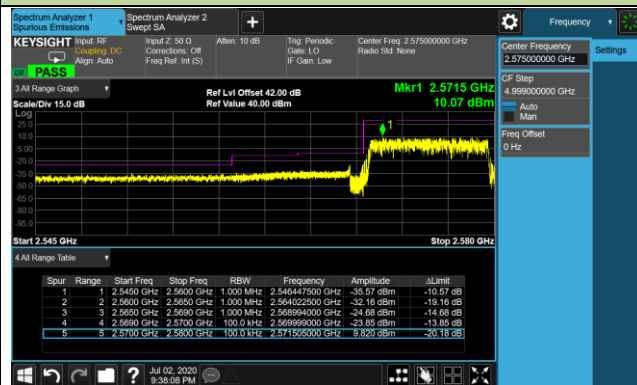 Spectrum Analyzer 1
Spurious Emissions
Spectrum Analyzer 2
Swept SA
+
Frequency
KEYSIGHT
Input: RF
Coupling: DC
Align: Auto
Input Z: 50 Ω
Corrections: Off
Freq Ref: Int (S)
Atten: 10 dB
Trig: Periodic
Gate: LO
IF Gain: Low
Center Freq: 2.575000000 GHz
Radio Std: None
PASS
Center Frequency
2.575000000 GHz
Settings
CF Step
4.999000000 GHz
Auto
Man
Freq Offset
0 Hz
3 All Range Graph
Scale/Div 15.0 dB
Ref Lvl Offset 42.00 dB
Ref Value 40.00 dBm
Mkr1 2.5715 GHz
10.07 dBm
Log
25.0
10.0
-5.00
-20.0
-35.0
-50.0
-65.0
-80.0
-95.0
1
Start 2.545 GHz
Stop 2.580 GHz
4 All Range Table
Spur Range Start Freq Stop Freq RBW Frequency Amplitude ΔLimit
1 1 2.5450 GHz 2.5600 GHz 1.000 MHz 2.546447500 GHz -35.57 dBm -10.57 dB
2 2 2.5600 GHz 2.5650 GHz 1.000 MHz 2.564022500 GHz -32.16 dBm -19.16 dB
3 3 2.5650 GHz 2.5690 GHz 1.000 MHz 2.568994000 GHz -24.68 dBm -14.68 dB
4 4 2.5690 GHz 2.5700 GHz 100.0 kHz 2.569999000 GHz -23.85 dBm -13.85 dB
5 5 2.5700 GHz 2.5800 GHz 100.0 kHz 2.571505000 GHz 9.820 dBm -20.18 dB
?
Jul 02, 2020
9:38:08 PM